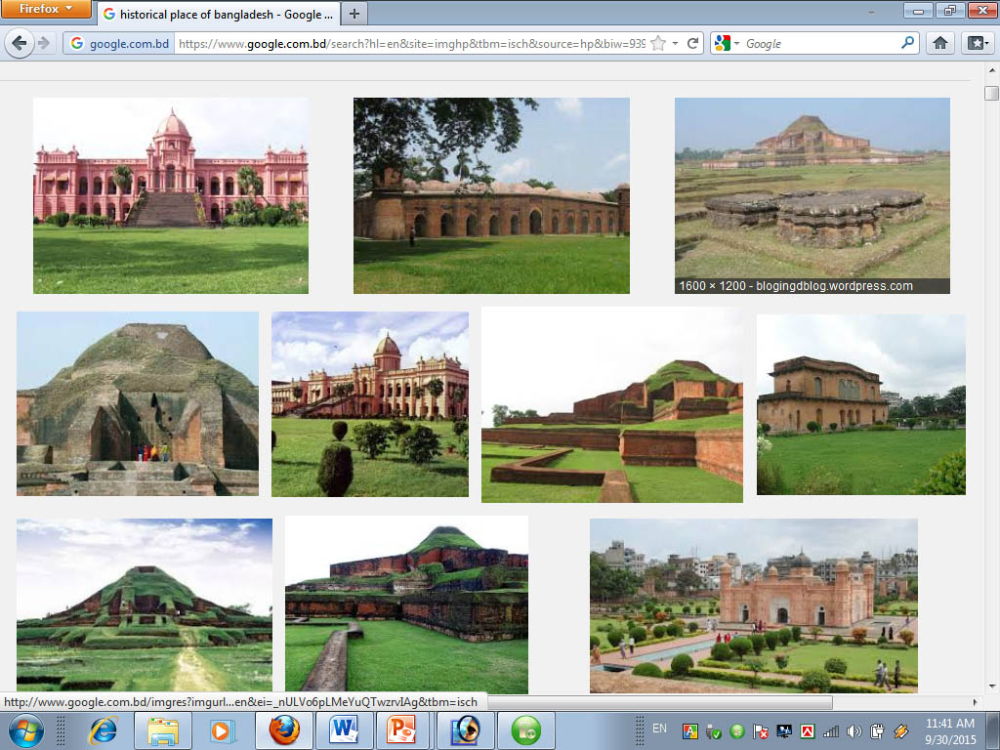 Firefox
historical place of bangladesh - Google ...
google.com.bd
https://www.google.com.bd/search?hl=en&site=imghp&tbm=isch&source=hp&biw=939
Google
1600 × 1200 - blogingdblog.wordpress.com
http://www.google.com.bd/imgres?imgurl...en&ei=_nULVo6pLMeYuQTwzrvIAg&tbm=isch
EN
11:41 AM
9/30/2015